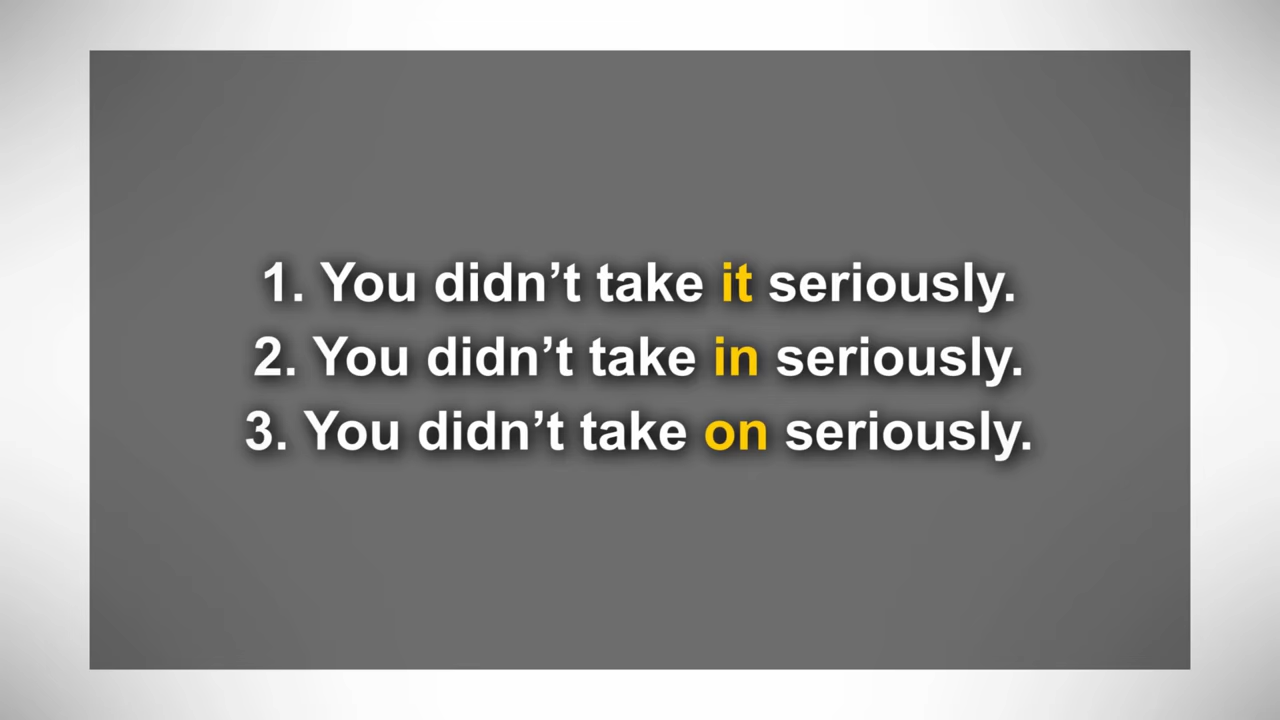 1. You didn’t take it seriously.
2. You didn’t take in seriously.
3. You didn’t take on seriously.